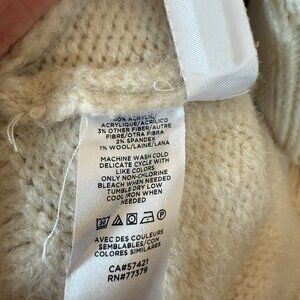 60% ACRYLIC/
ACRYLIQUE/ACRÍLICO
3% OTHER FIBER/AUTRE
FIBRE/OTRA FIBRA
2% SPANDEX
1% WOOL/LAINE/LANA
MACHINE WASH COLD
DELICATE CYCLE WITH
LIKE COLORS
ONLY NON-CHLORINE
BLEACH WHEN NEEDED
TUMBLE DRY LOW
COOL IRON WHEN
NEEDED
AVEC DES COULEURS
SEMBLABLES/CON
COLORES SIMILARES
CA#57421
RN#77379